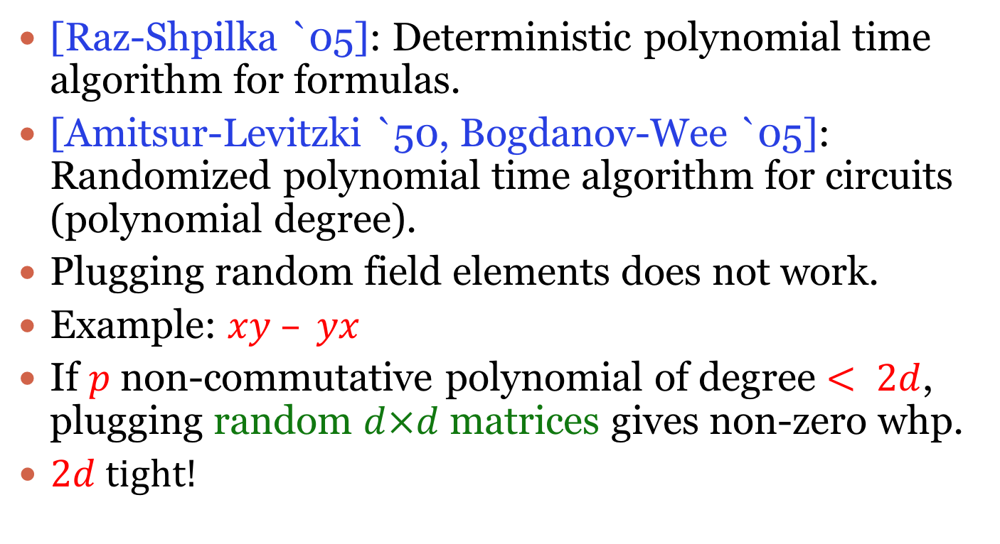 • [Raz-Shpilka `05]: Deterministic polynomial time
algorithm for formulas.
• [Amitsur-Levitzki `50, Bogdanov-Wee `05]:
Randomized polynomial time algorithm for circuits
(polynomial degree).
• Plugging random field elements does not work.
• Example: 𝑥𝑦 – 𝑦𝑥
• If 𝑝 non-commutative polynomial of degree < 2𝑑,
plugging random 𝑑×𝑑 matrices gives non-zero whp.
• 2𝑑 tight!